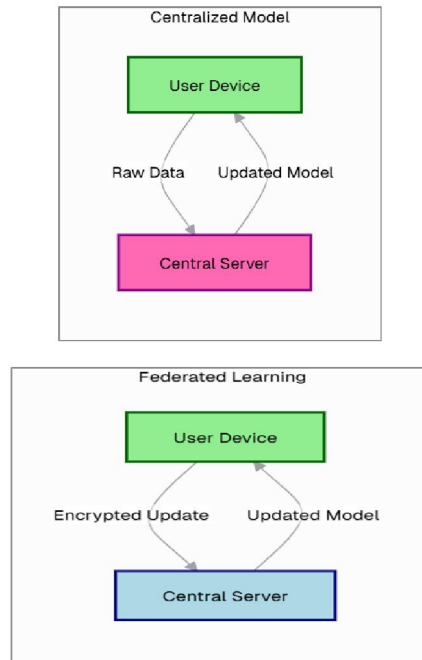 Centralized Model
User Device
Raw Data Updated Model
Central Server
Federated Learning
User Device
Encrypted Update Updated Model
Central Server